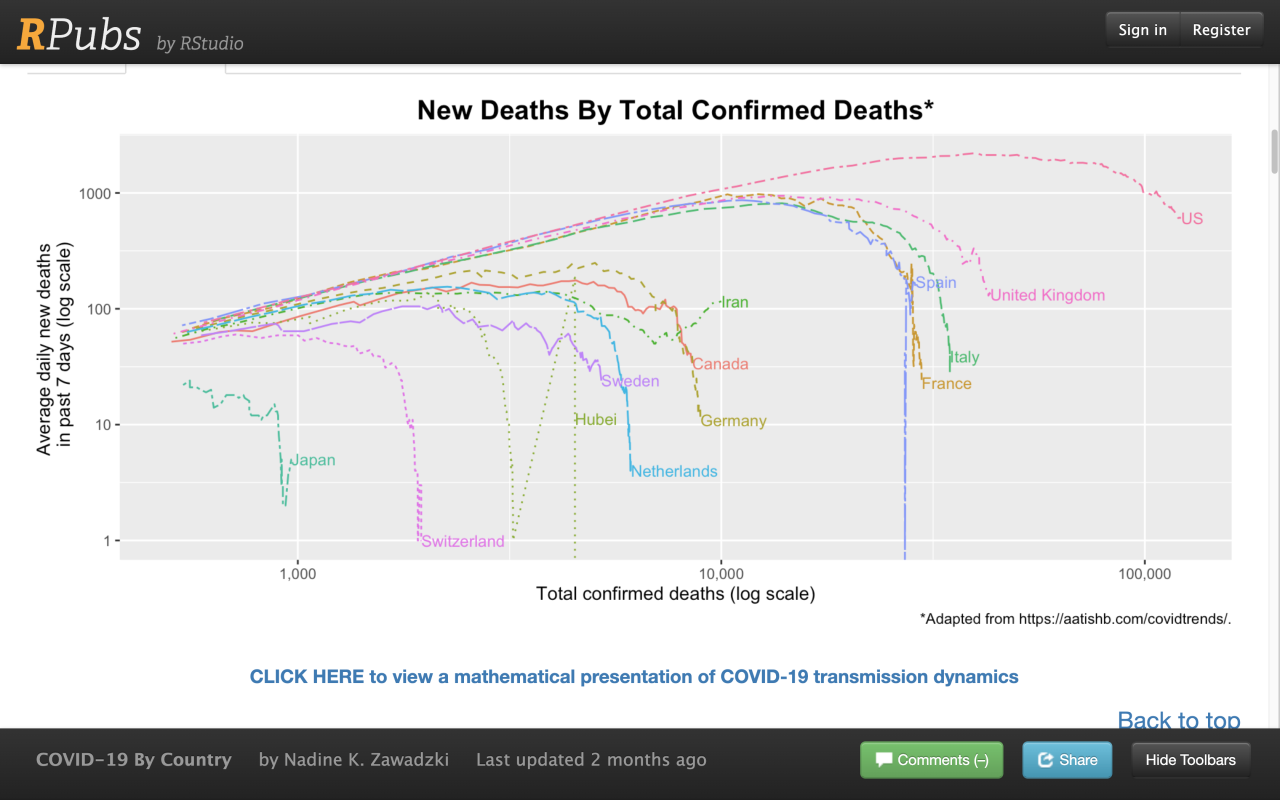 RPubs by RStudio
Sign in Register
New Deaths By Total Confirmed Deaths*
Average daily new deaths
in past 7 days (log scale)
1000
100
10
1
US
Spain
United Kingdom
Iran
Italy
Canada
Sweden
France
Hubei
Germany
Japan
Netherlands
Switzerland
1,000 10,000 100,000
Total confirmed deaths (log scale)
*Adapted from https://aatishb.com/covidtrends/.
CLICK HERE to view a mathematical presentation of COVID-19 transmission dynamics
Back to top
COVID-19 By Country by Nadine K. Zawadzki Last updated 2 months ago
Comments (–) Share Hide Toolbars